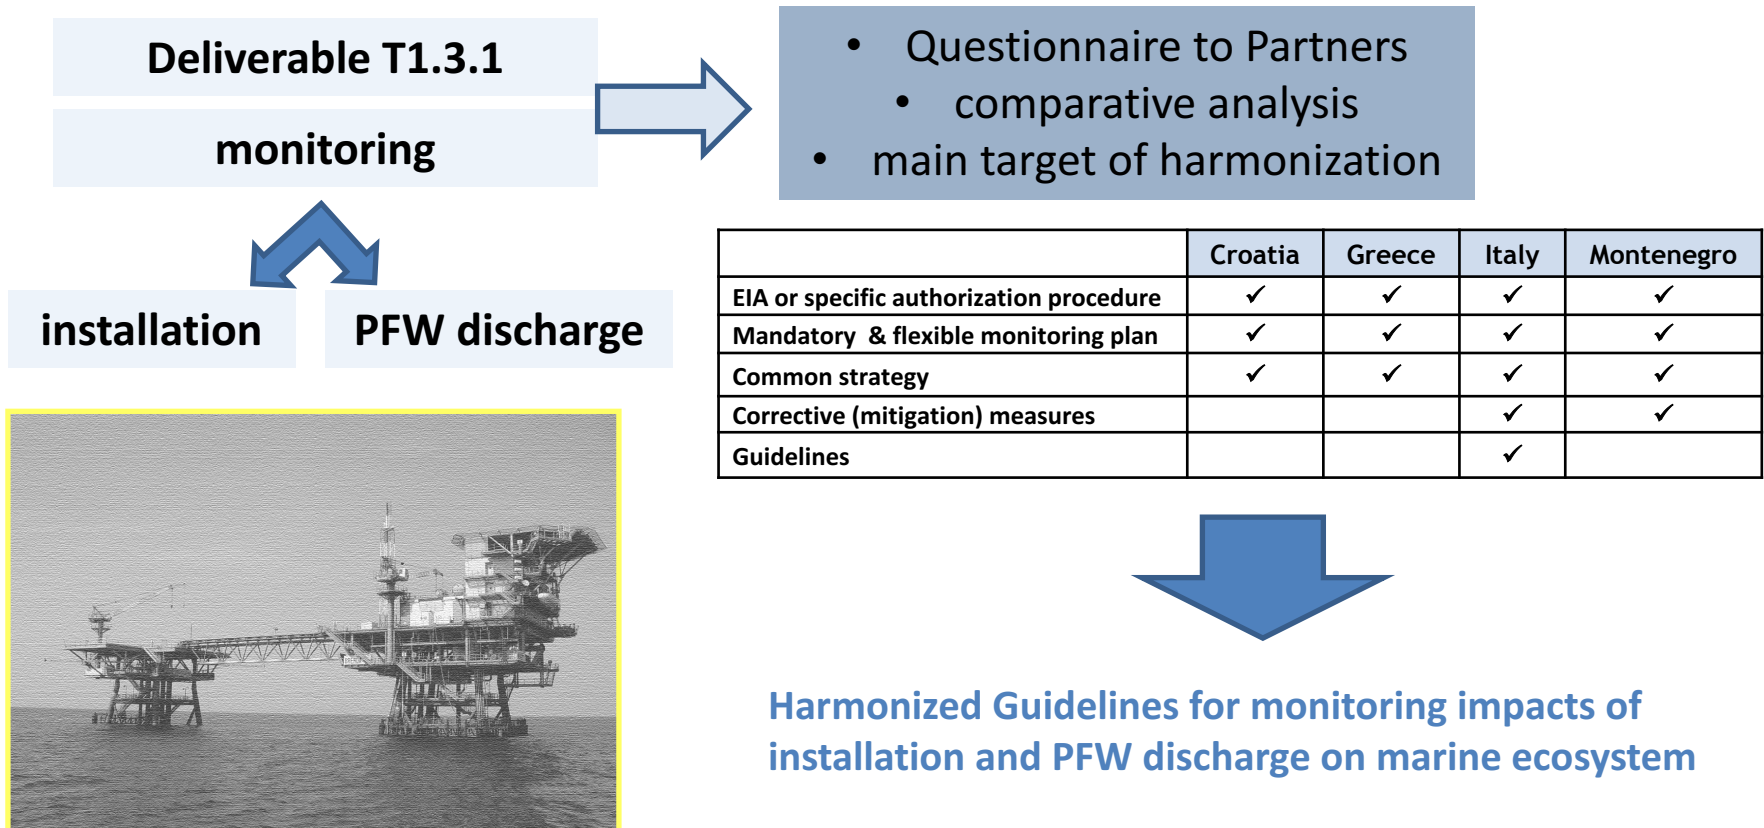 Deliverable T1.3.1
monitoring
installation
PFW discharge
• Questionnaire to Partners
• comparative analysis
• main target of harmonization
Croatia Greece Italy Montenegro
EIA or specific authorization procedure ✓ ✓ ✓ ✓
Mandatory & flexible monitoring plan ✓ ✓ ✓ ✓
Common strategy ✓ ✓ ✓ ✓
Corrective (mitigation) measures ✓ ✓
Guidelines ✓
Harmonized Guidelines for monitoring impacts of
installation and PFW discharge on marine ecosystem